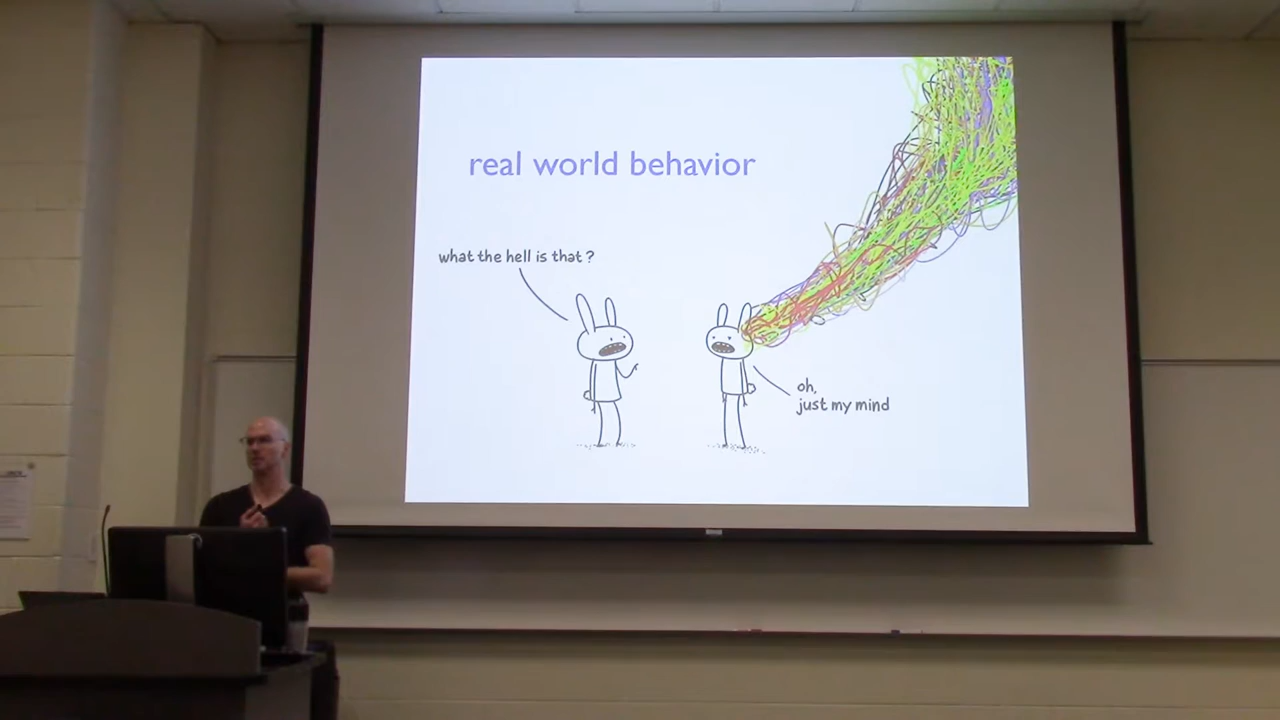 real world behavior
what the hell is that ?
oh,
just my mind